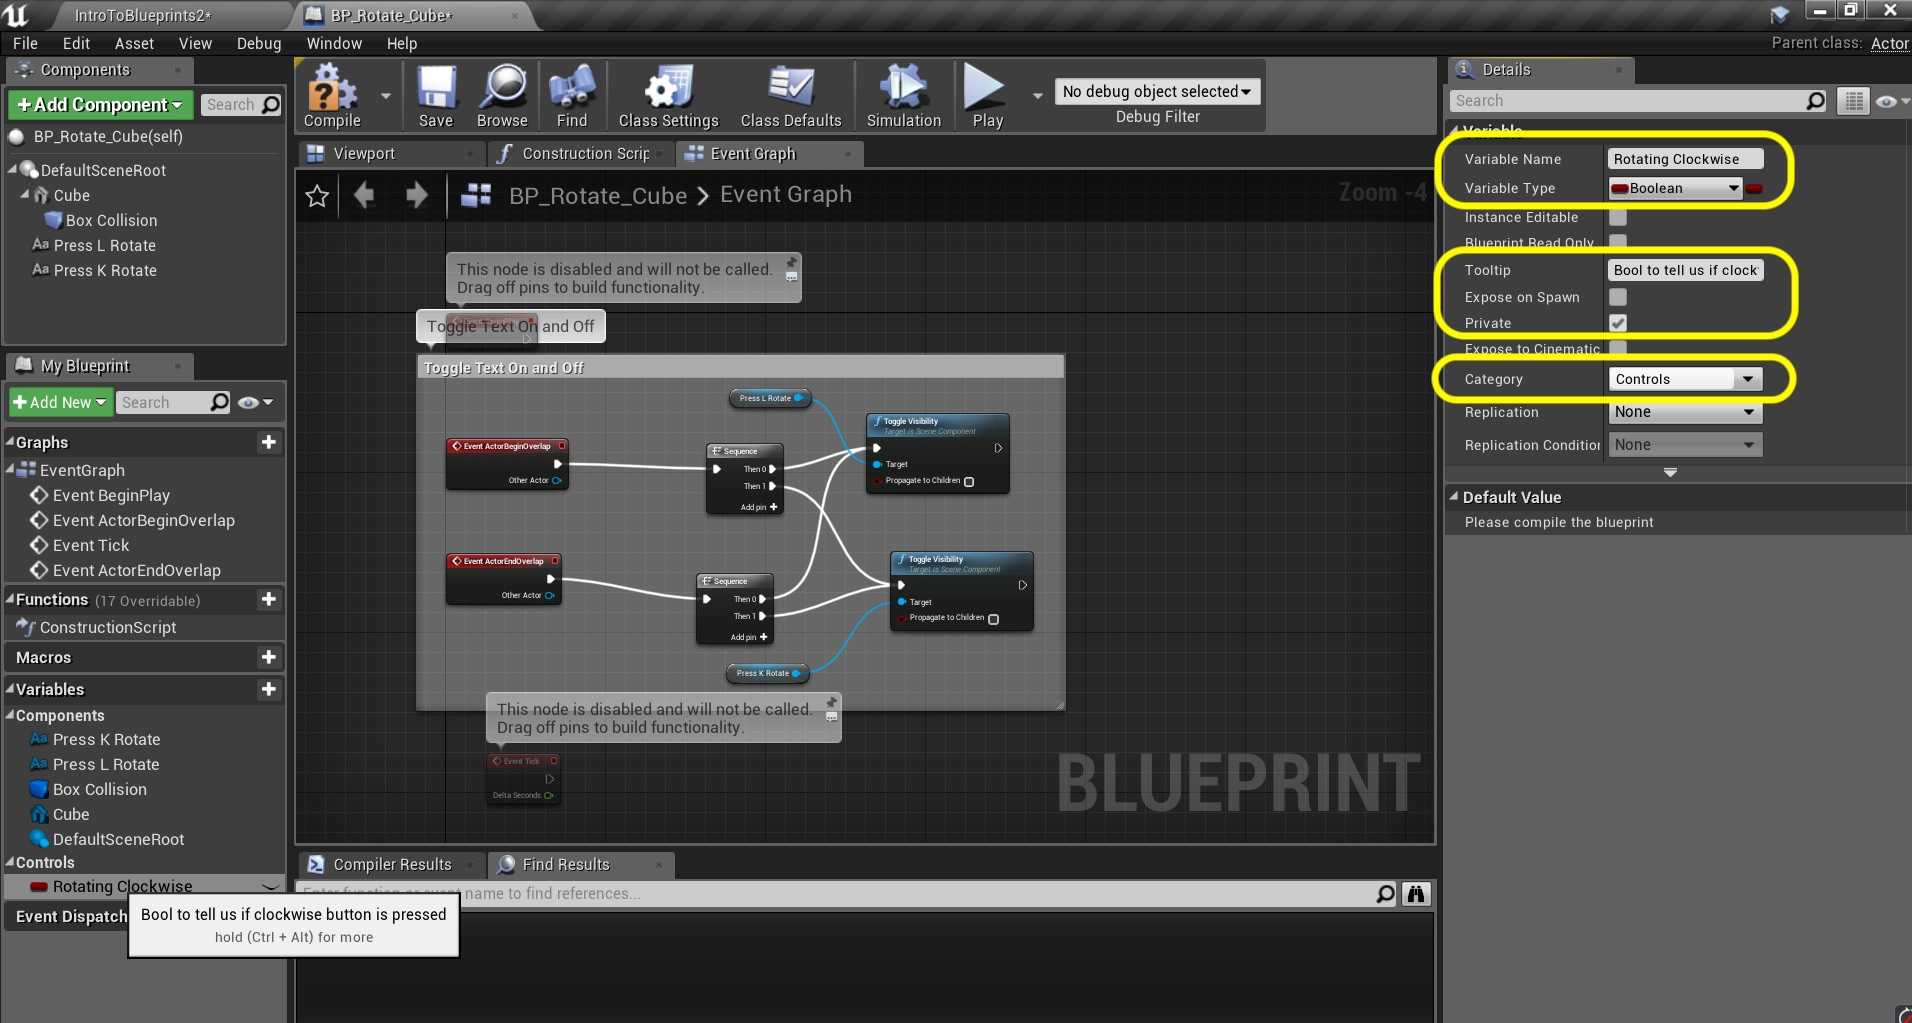 IntroToBlueprints2*
BP_Rotate_Cube*
File Edit Asset View Debug Window Help
Parent class: Actor
Components
+Add Component
Search
BP_Rotate_Cube(self)
DefaultSceneRoot
Cube
Box Collision
Aa Press L Rotate
Aa Press K Rotate
My Blueprint
+Add New
Search
Graphs
EventGraph
Event BeginPlay
Event ActorBeginOverlap
Event Tick
Event ActorEndOverlap
Functions (17 Overridable)
ConstructionScript
Macros
Variables
Components
Aa Press K Rotate
Aa Press L Rotate
Box Collision
Cube
DefaultSceneRoot
Controls
Rotating Clockwise
Event Dispatch
Bool to tell us if clockwise button is pressed
hold (Ctrl + Alt) for more
Compile
Save
Browse
Find
Class Settings
Class Defaults
Simulation
Play
No debug object selected
Debug Filter
Viewport
Construction Scrip
Event Graph
BP_Rotate_Cube > Event Graph
Zoom -4
This node is disabled and will not be called.
Drag off pins to build functionality.
Toggle Text On and Off
Toggle Text On and Off
Press L Rotate
Event ActorBeginOverlap
Other Actor
Sequence
Then 0
Then 1
Add pin +
Toggle Visibility
Target is Scene Component
Target
Propagate to Children
Event ActorEndOverlap
Other Actor
Sequence
Then 0
Then 1
Add pin +
Toggle Visibility
Target is Scene Component
Target
Propagate to Children
Press K Rotate
This node is disabled and will not be called.
Drag off pins to build functionality.
Event Tick
Delta Seconds
BLUEPRINT
Compiler Results
Find Results
Enter function or event name to find references...
Details
Search
Variable
Variable Name Rotating Clockwise
Variable Type Boolean
Instance Editable
Blueprint Read Only
Tooltip Bool to tell us if clock
Expose on Spawn
Private
Expose to Cinematic
Category Controls
Replication None
Replication Condition None
Default Value
Please compile the blueprint